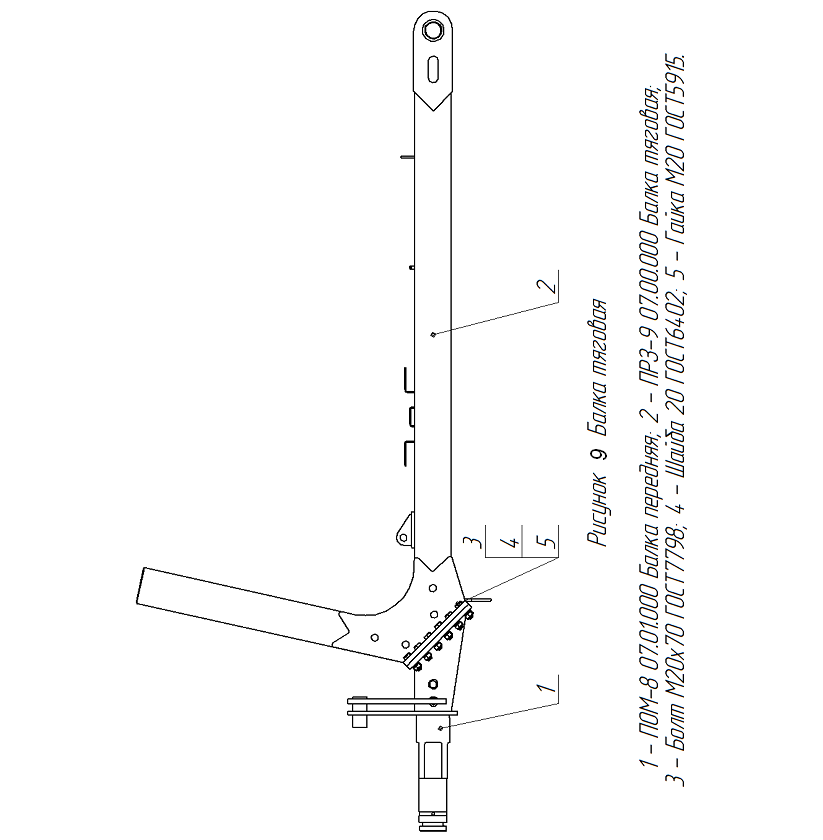 2
3
4
5
1
Рисунок 9 Балка тяговая
1 – ПОМ-8 07.01.000 Балка передняя; 2 – ПРЗ-9 07.00.000 Балка тяговая;
3 – Болт М20х70 ГОСТ7798; 4 – Шайба 20 ГОСТ6402; 5 – Гайка М20 ГОСТ5915.